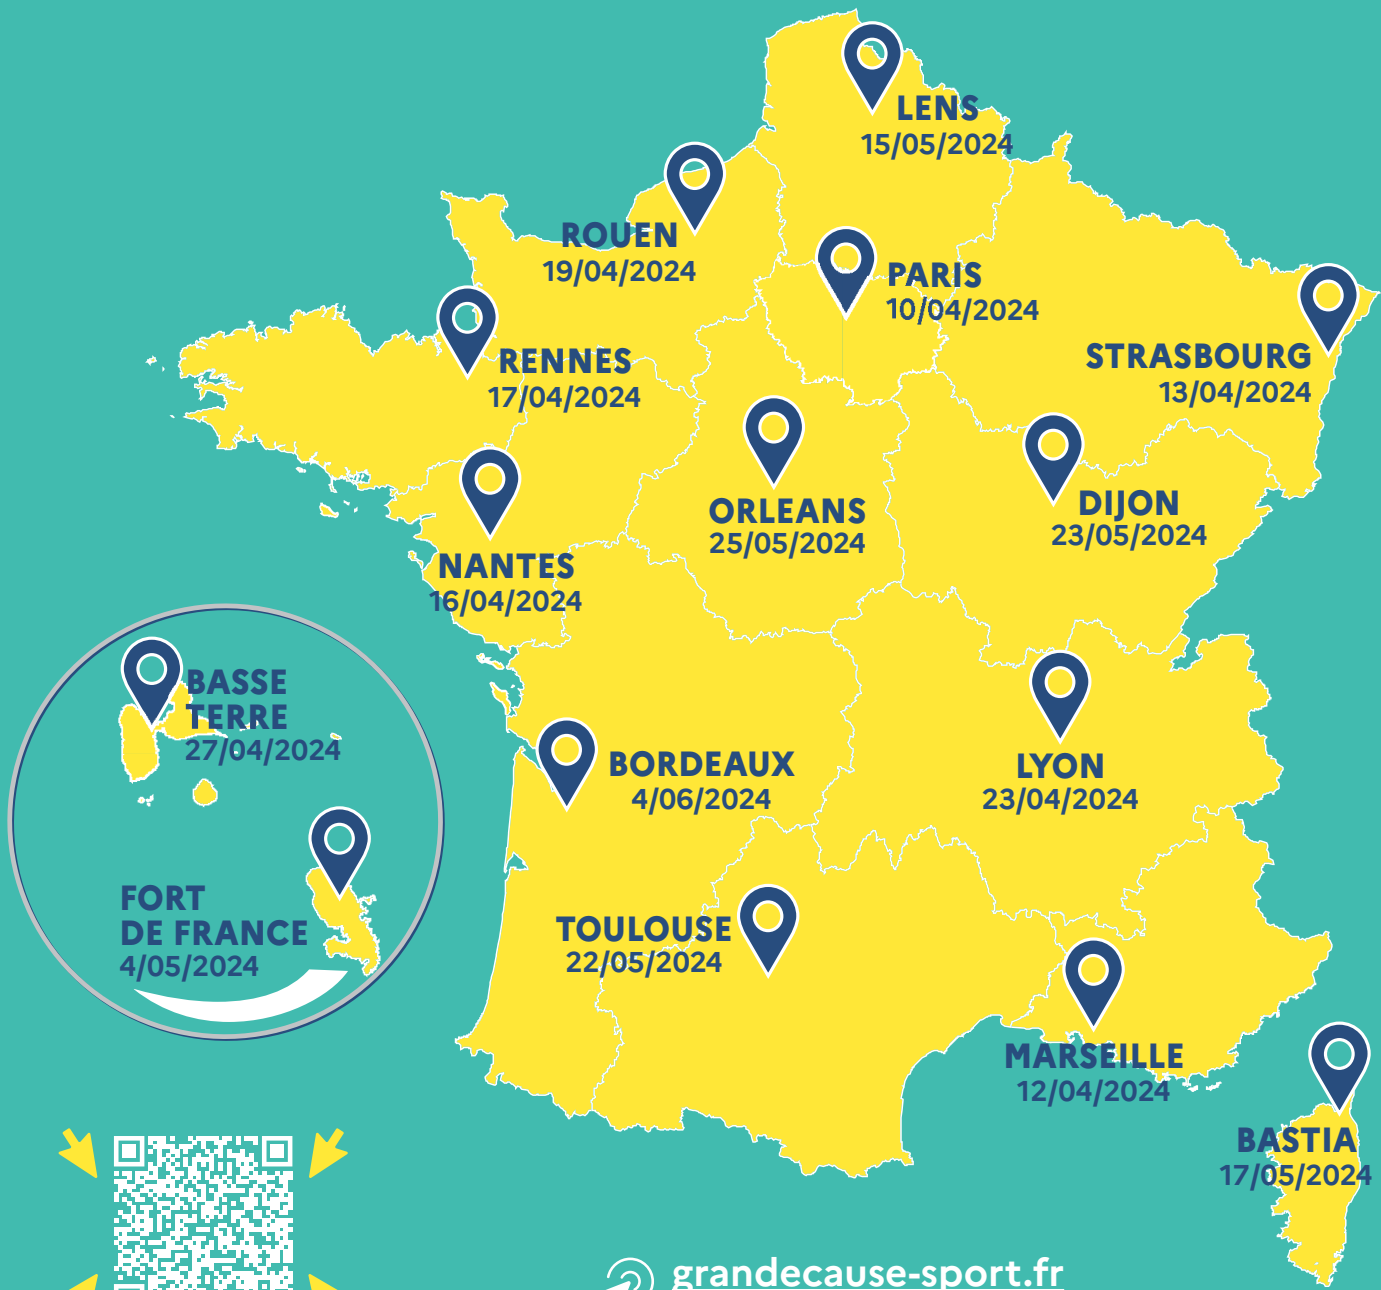 LENS
15/05/2024
ROUEN
19/04/2024
PARIS
10/04/2024
RENNES
17/04/2024
STRASBOURG
13/04/2024
ORLEANS
25/05/2024
DIJON
23/05/2024
NANTES
16/04/2024
BASSE
TERRE
27/04/2024
BORDEAUX
4/06/2024
LYON
23/04/2024
FORT
DE FRANCE
4/05/2024
TOULOUSE
22/05/2024
MARSEILLE
12/04/2024
BASTIA
17/05/2024
grandecause-sport.fr